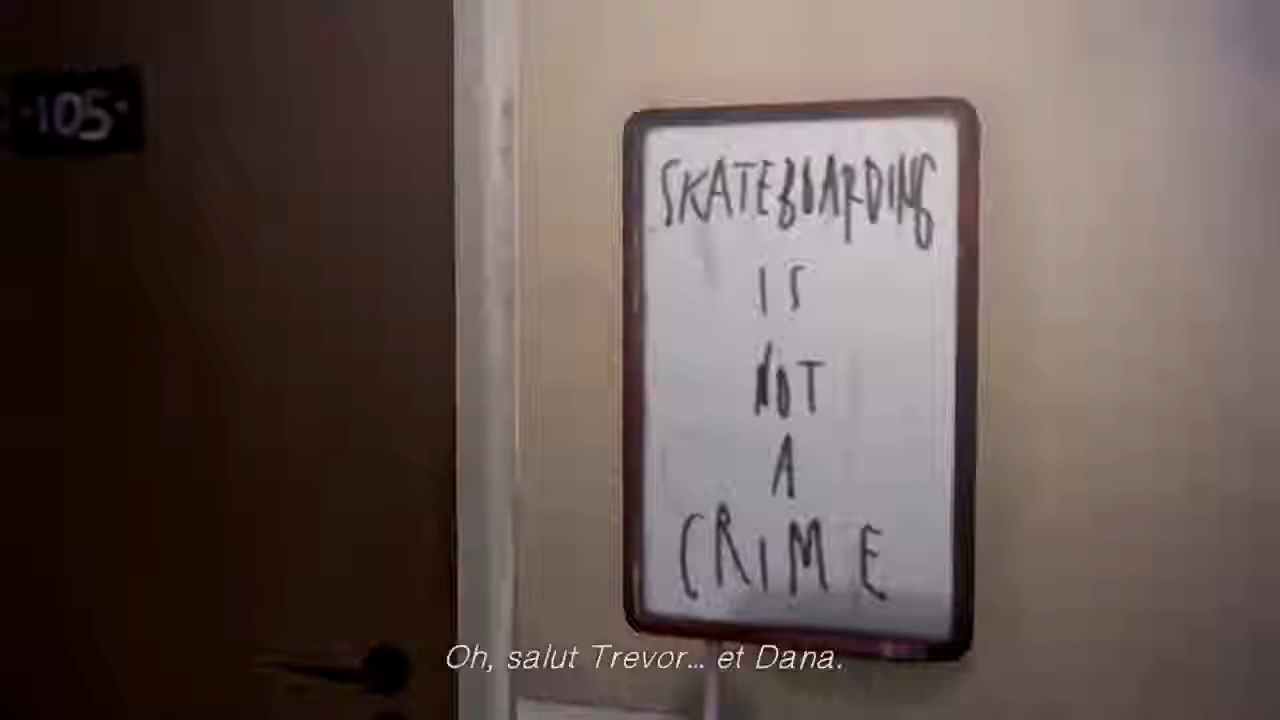 ·105·
SKATEBOARDING
IS
NOT
A
CRIME
Oh, salut Trevor... et Dana.